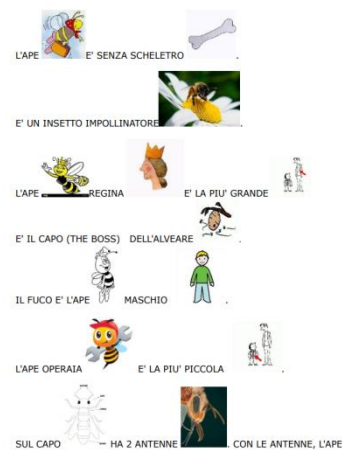 L'APE E' SENZA SCHELETRO .
E' UN INSETTO IMPOLLINATORE .
L'APE REGINA E' LA PIU' GRANDE
E' IL CAPO (THE BOSS) DELL'ALVEARE .
IL FUCO E' L'APE MASCHIO .
L'APE OPERAIA E' LA PIU' PICCOLA .
SUL CAPO – HA 2 ANTENNE . CON LE ANTENNE, L'APE